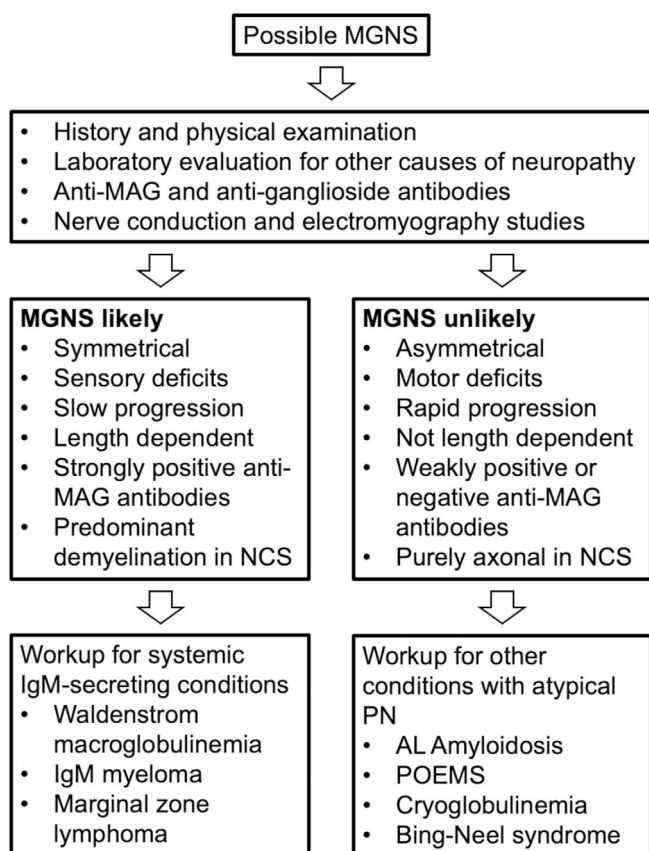 Possible MGNS
• History and physical examination
• Laboratory evaluation for other causes of neuropathy
• Anti-MAG and anti-ganglioside antibodies
• Nerve conduction and electromyography studies
MGNS likely
• Symmetrical
• Sensory deficits
• Slow progression
• Length dependent
• Strongly positive anti-
MAG antibodies
• Predominant
demyelination in NCS
MGNS unlikely
• Asymmetrical
• Motor deficits
• Rapid progression
• Not length dependent
• Weakly positive or
negative anti-MAG
antibodies
• Purely axonal in NCS
Workup for systemic
IgM-secreting conditions
• Waldenstrom
macroglobulinemia
• IgM myeloma
• Marginal zone
lymphoma
Workup for other
conditions with atypical
PN
• AL Amyloidosis
• POEMS
• Cryoglobulinemia
• Bing-Neel syndrome